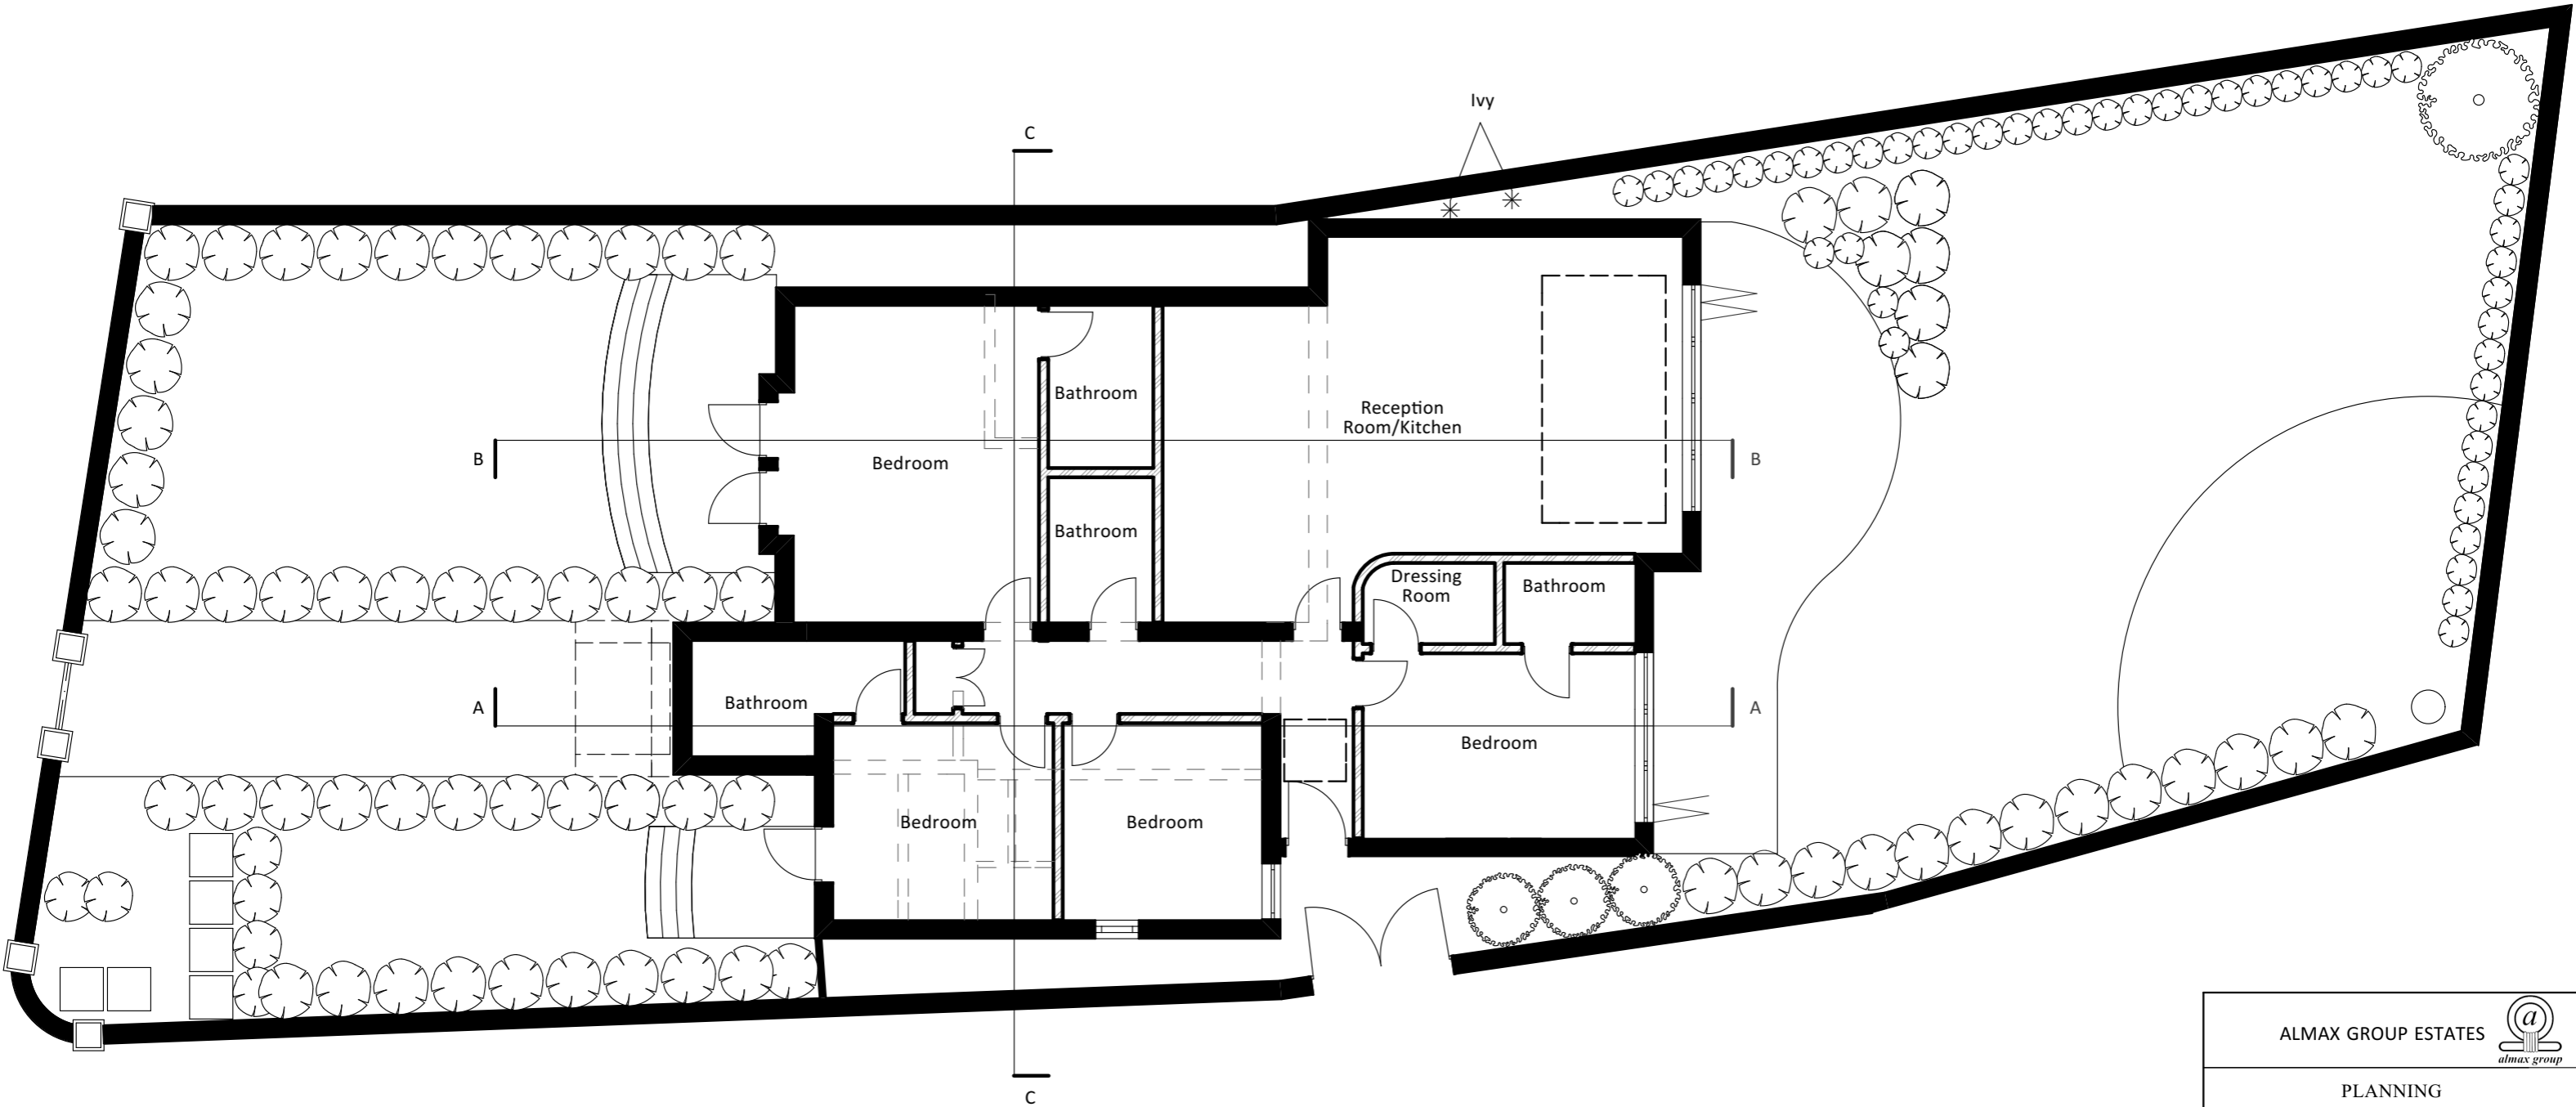 Ivy
C
Bathroom
Reception
Room/Kitchen
B
Bedroom
B
Bathroom
Dressing
Room
Bathroom
Bathroom
A
A
Bedroom
Bedroom
Bedroom
C
ALMAX GROUP ESTATES
a
almax group
PLANNING